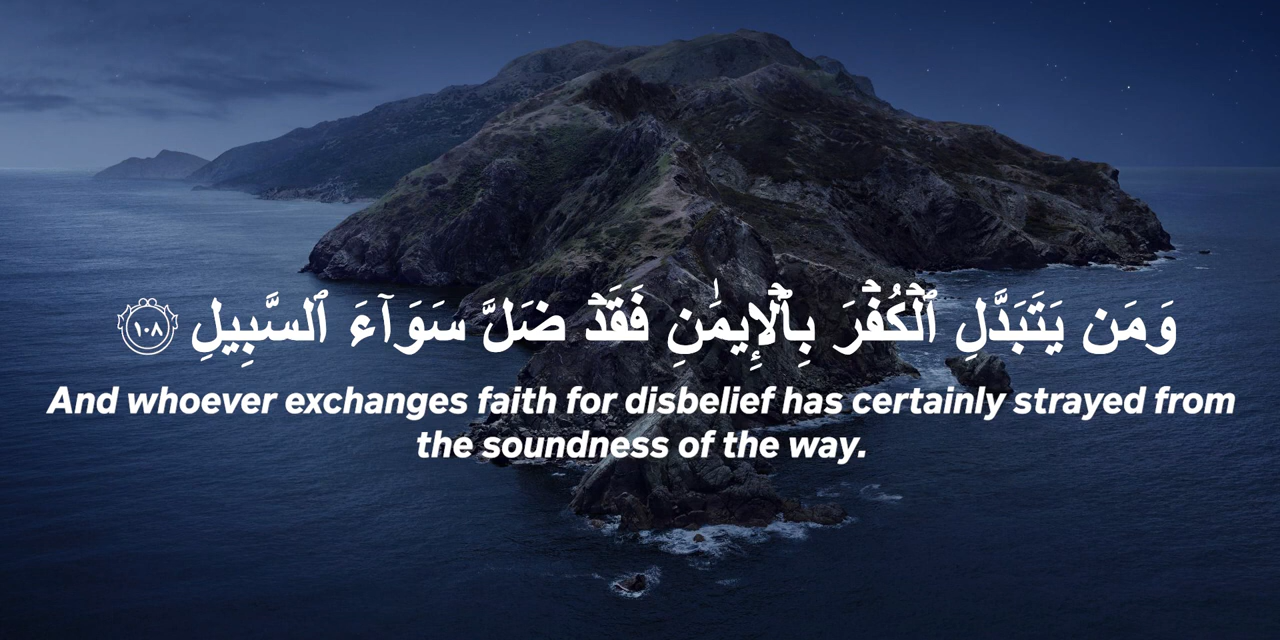 وَمَن يَتَبَدَّلِ ٱلْكُفْرَ بِٱلْإِيمَٰنِ فَقَدْ ضَلَّ سَوَآءَ ٱلسَّبِيلِ ١٠٨
And whoever exchanges faith for disbelief has certainly strayed from
the soundness of the way.